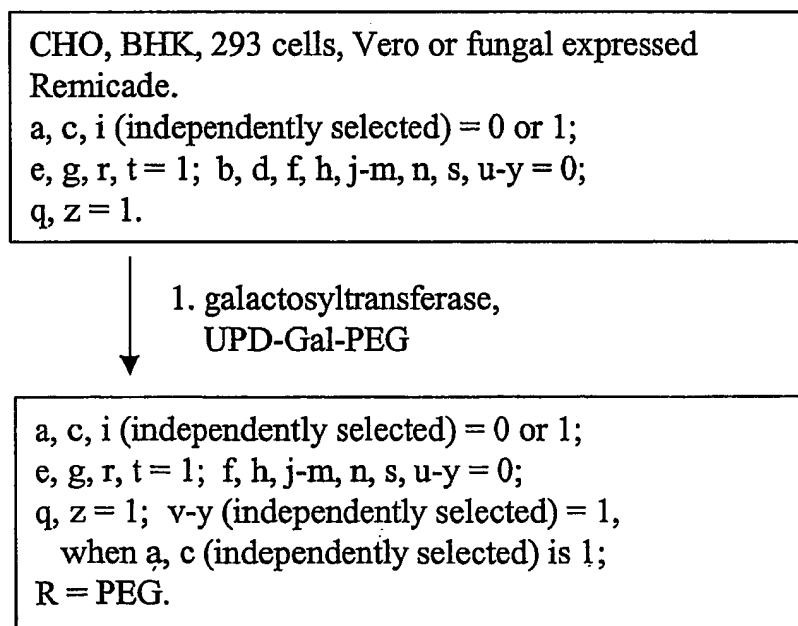 CHO, BHK, 293 cells, Vero or fungal expressed
Remicade.
a, c, i (independently selected) = 0 or 1;
e, g, r, t = 1; b, d, f, h, j-m, n, s, u-y = 0;
q, z = 1.
1. galactosyltransferase,
UPD-Gal-PEG
a, c, i (independently selected) = 0 or 1;
e, g, r, t = 1; f, h, j-m, n, s, u-y = 0;
q, z = 1; v-y (independently selected) = 1,
when a, c (independently selected) is 1;
R = PEG.